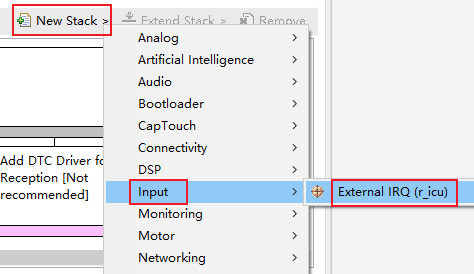 New Stack >
Extend Stack >
Remove
Analog
Artificial Intelligence
Audio
Bootloader
CapTouch
Connectivity
DSP
Input
External IRQ (r_icu)
Monitoring
Motor
Networking
Add DTC Driver fo
Reception [Not
recommended]